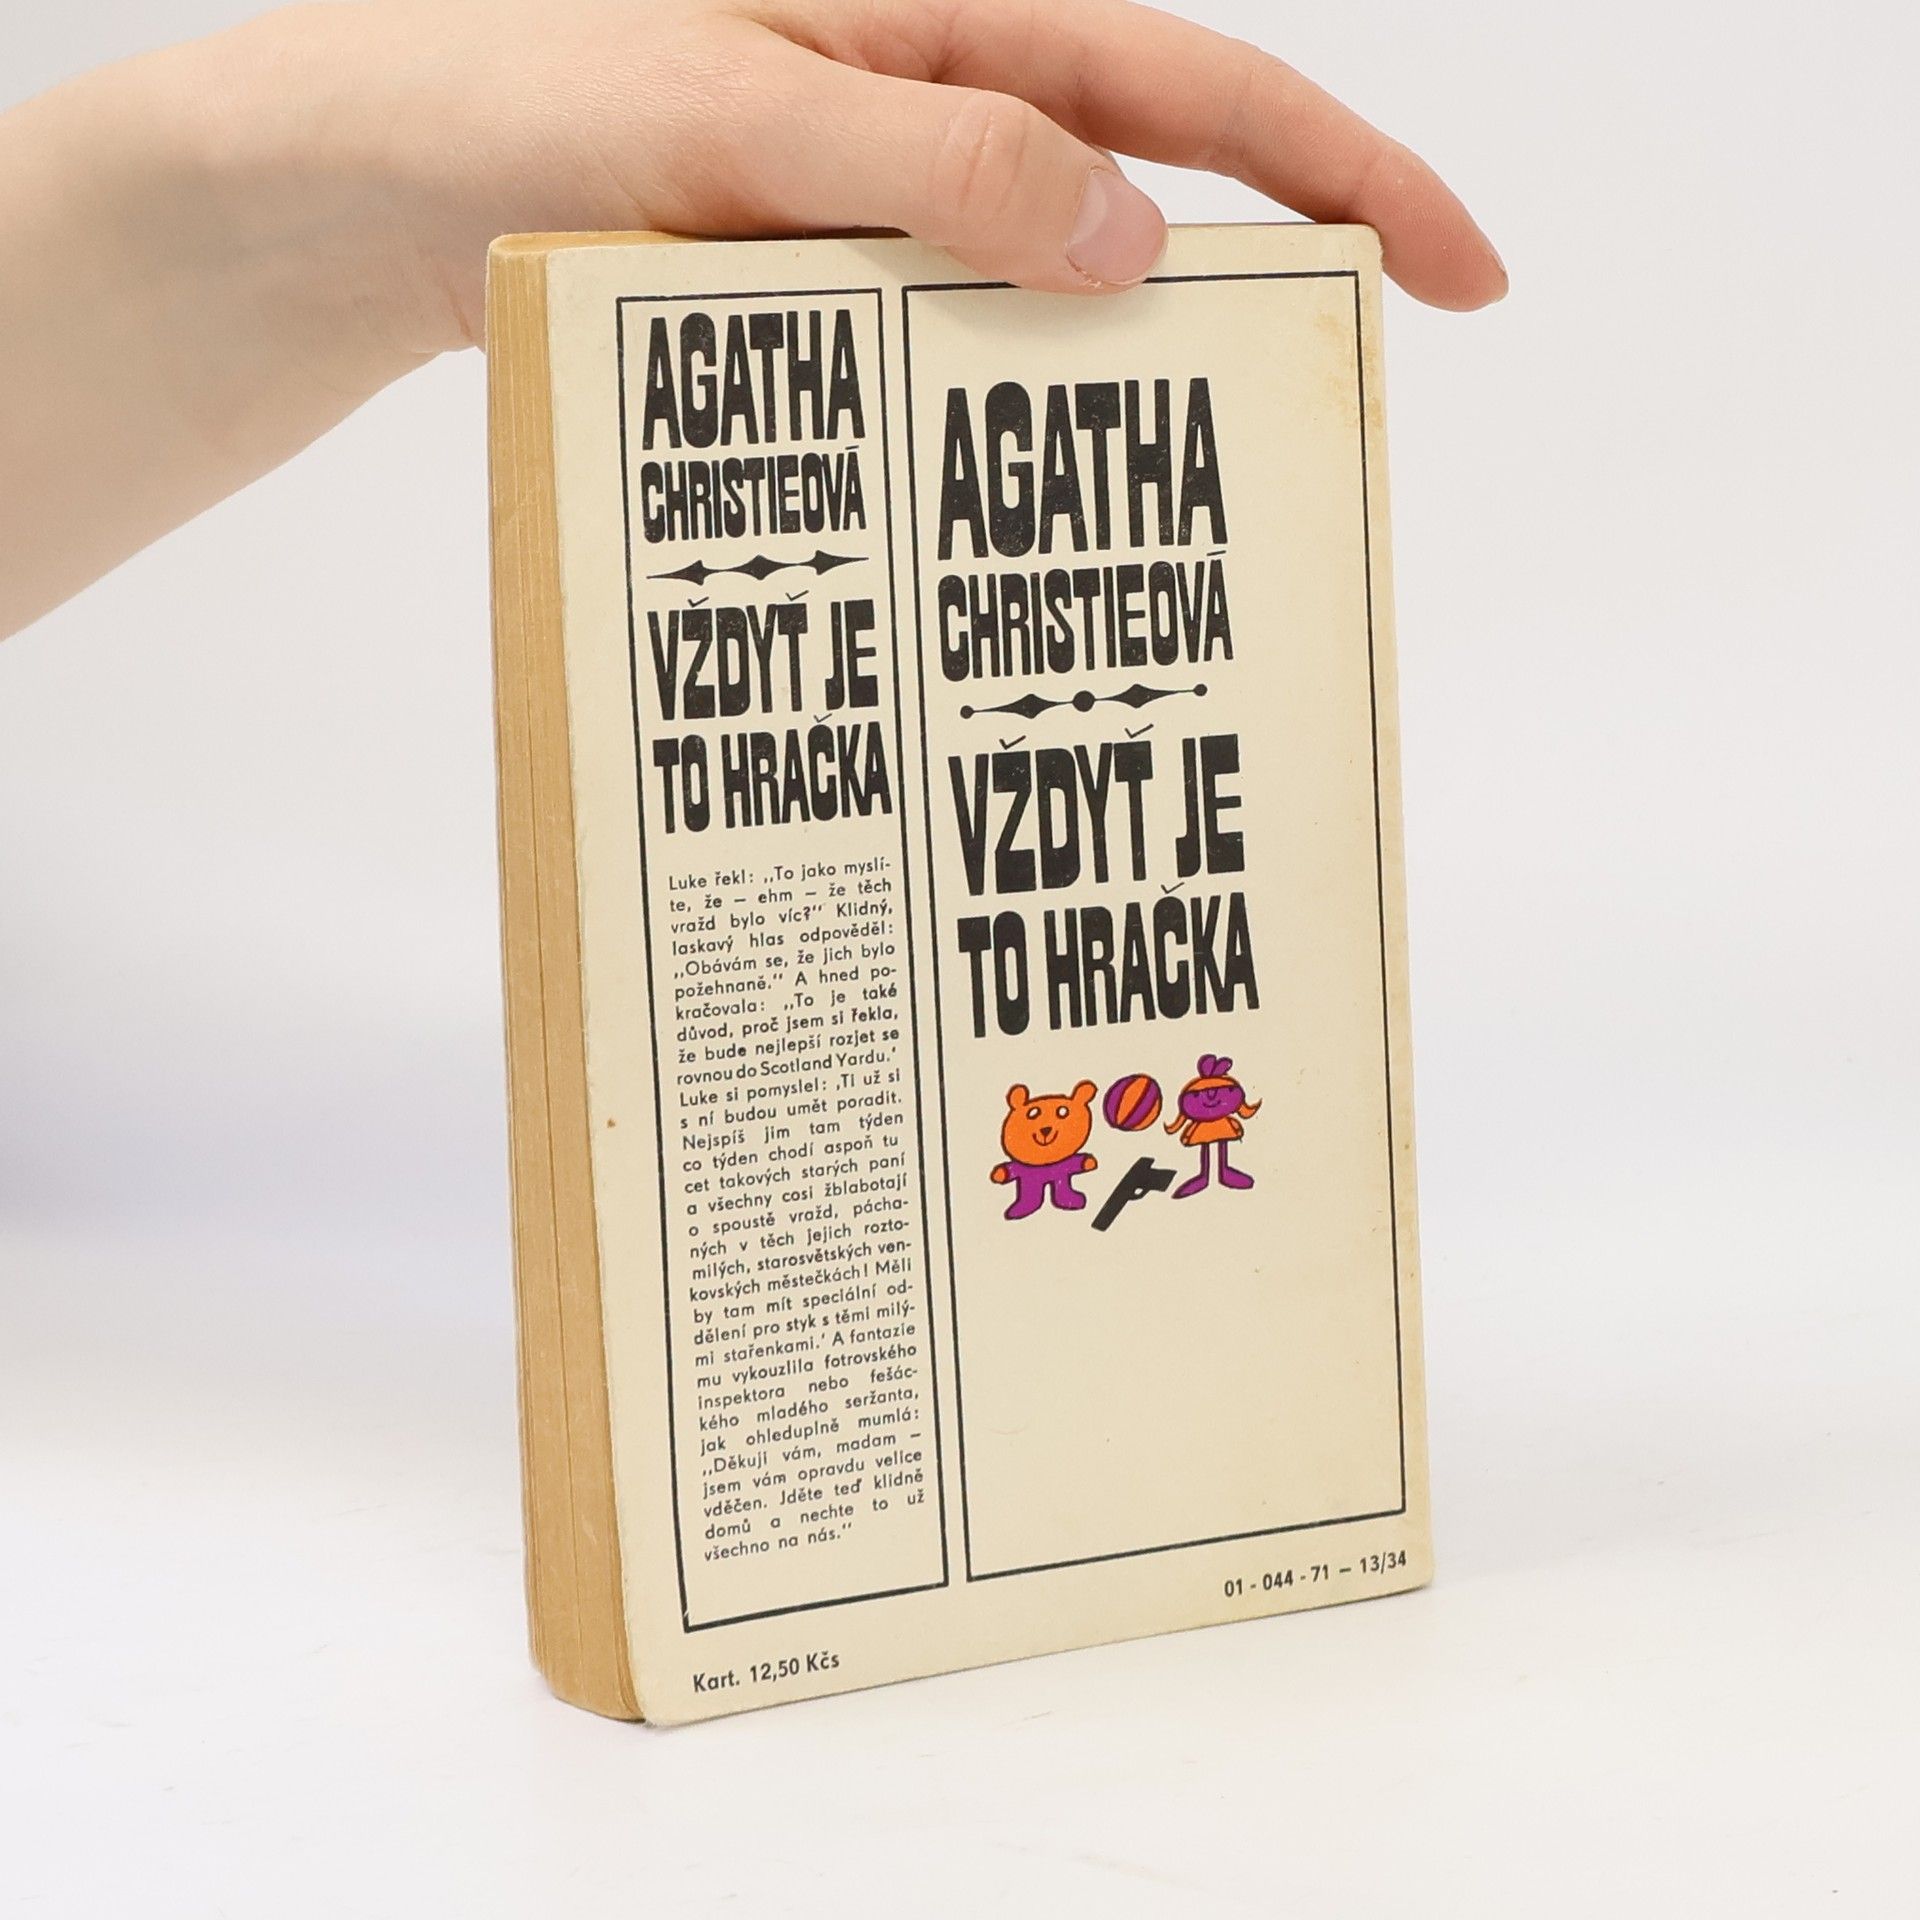 AGATHA
CHRISTIEOVÁ
VŽDYŤ JE
TO HRAČKA
Luke řekl: „To jako myslí-
te, že – ehm – že těch
vražd bylo víc?“ Klidný,
laskavý hlas odpověděl:
„Obávám se, že jich bylo
požehnaně.“ A hned po-
kračovala: „To je také
důvod, proč jsem si řekla,
že bude nejlepší rozjet se
rovnou do Scotland Yardu.‘
Luke si pomyslel: ‚Ti už si
s ní budou umět poradit.
Nejspíš jim tam týden
co týden chodí aspoň tu
cet takových starých paní
a všechny cosi žblabotají
o spoustě vražd, pácha-
ných v těch jejich rozto-
milých, starosvětských ven-
kovských městečkách! Měli
by tam mít speciální od-
dělení pro styk s těmi milý-
mi stařenkami.‘ A fantazie
mu vykouzlila fotrovského
inspektora nebo fešác-
kého mladého seržanta,
jak ohleduplně mumlá:
„Děkuji vám, madam –
jsem vám opravdu velice
vděčen. Jděte teď klidně
domů a nechte to už
všechno na nás.“
Kart. 12,50 Kčs
AGATHA
CHRISTIEOVÁ
VŽDYŤ JE
TO HRAČKA
01 - 044 - 71 – 13/34